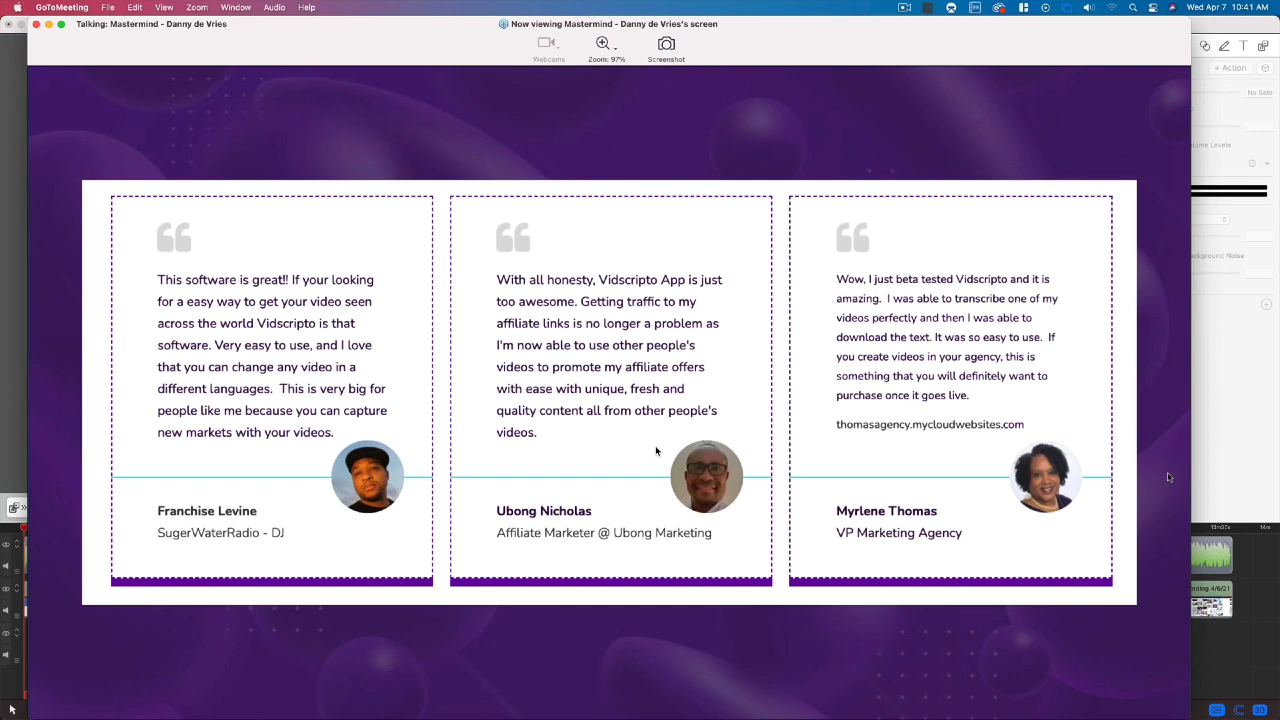 GoToMeeting File Edit View Zoom Window Audio Help
Wed Apr 7 10:41 AM
Talking: Mastermind - Danny de Vries
Now viewing Mastermind - Danny de Vries's screen
Webcams
Zoom: 97%
Screenshot
+ Action
No Sele
lume Levels
ackground Noise
This software is great!! If your looking
for a easy way to get your video seen
across the world Vidscripto is that
software. Very easy to use, and I love
that you can change any video in a
different languages. This is very big for
people like me because you can capture
new markets with your videos.
Franchise Levine
SugerWaterRadio - DJ
With all honesty, Vidscripto App is just
too awesome. Getting traffic to my
affiliate links is no longer a problem as
I'm now able to use other people's
videos to promote my affiliate offers
with ease with unique, fresh and
quality content all from other people's
videos.
Ubong Nicholas
Affiliate Marketer @ Ubong Marketing
Wow, I just beta tested Vidscripto and it is
amazing. I was able to transcribe one of my
videos perfectly and then I was able to
download the text. It was so easy to use. If
you create videos in your agency, this is
something that you will definitely want to
purchase once it goes live.
thomasagency.mycloudwebsites.com
Myrlene Thomas
VP Marketing Agency
ording 4/6/21